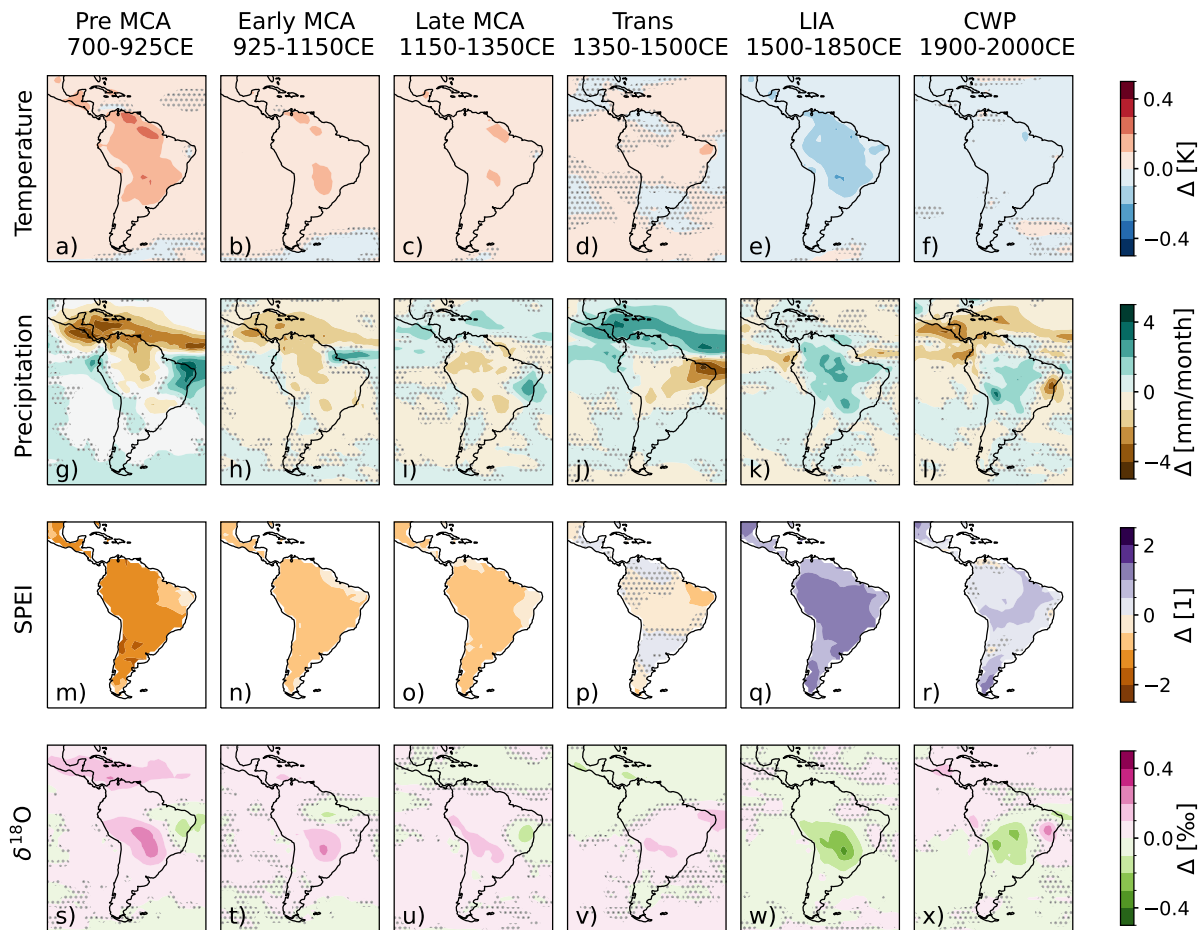 Pre MCA
700-925CE
Early MCA
925-1150CE
Late MCA
1150-1350CE
Trans
1350-1500CE
LIA
1500-1850CE
CWP
1900-2000CE
Temperature
a)
b)
c)
d)
e)
f)
0.4
0.0
−0.4
Δ [K]
Precipitation
g)
h)
i)
j)
k)
l)
4
0
−4
Δ [mm/month]
SPEI
m)
n)
o)
p)
q)
r)
2
0
−2
Δ [1]
δ¹⁸O
s)
t)
u)
v)
w)
x)
0.4
0.0
−0.4
Δ [‰]